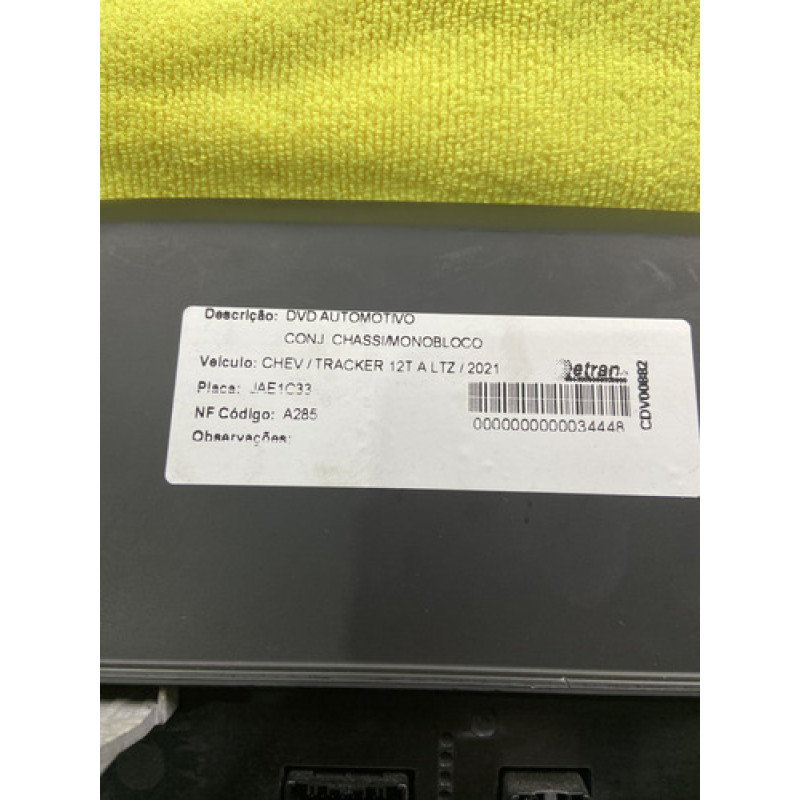 Descrição: DVD AUTOMOTIVO
CONJ CHASSI/MONOBLOCO
Veículo: CHEV / TRACKER 12T A LTZ / 2021
Placa: JAE1C33
NF Código: A285
Observações:
Detran
0000000000034448
CDV00882